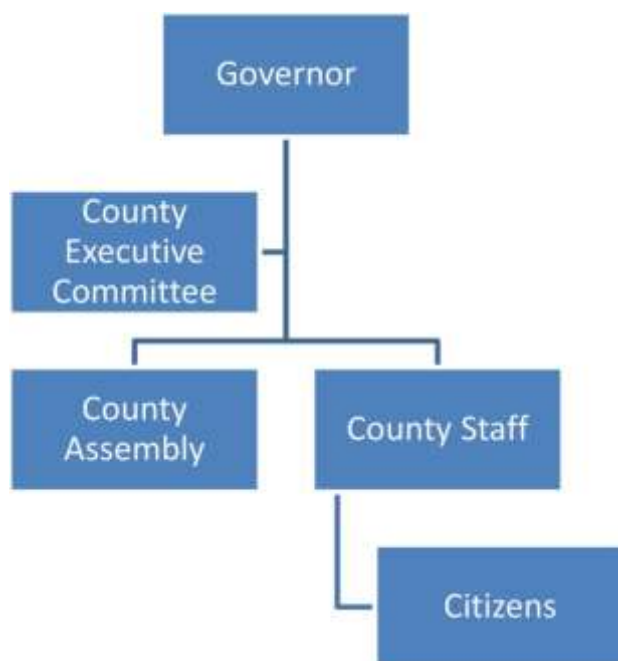 Governor
County
Executive
Committee
County
Assembly
County Staff
Citizens